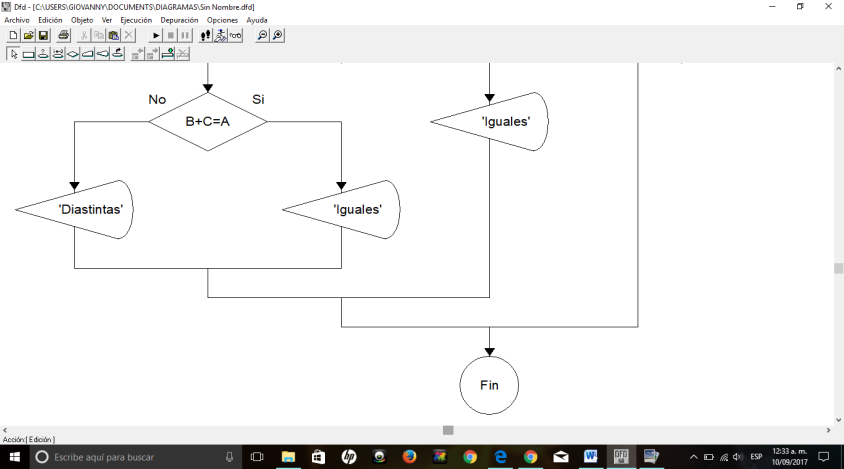 Dfd - [C:\USERS\GIOVANNY\DOCUMENTS\DIAGRAMAS\Sin Nombre.dfd]
Archivo Edición Objeto Ver Ejecución Depuración Opciones Ayuda
No Si
B+C=A
'Iguales'
'Diastintas' 'Iguales'
Fin
Acción:[ Edición ]
Escribe aquí para buscar
ESP
12:33 a. m.
10/09/2017